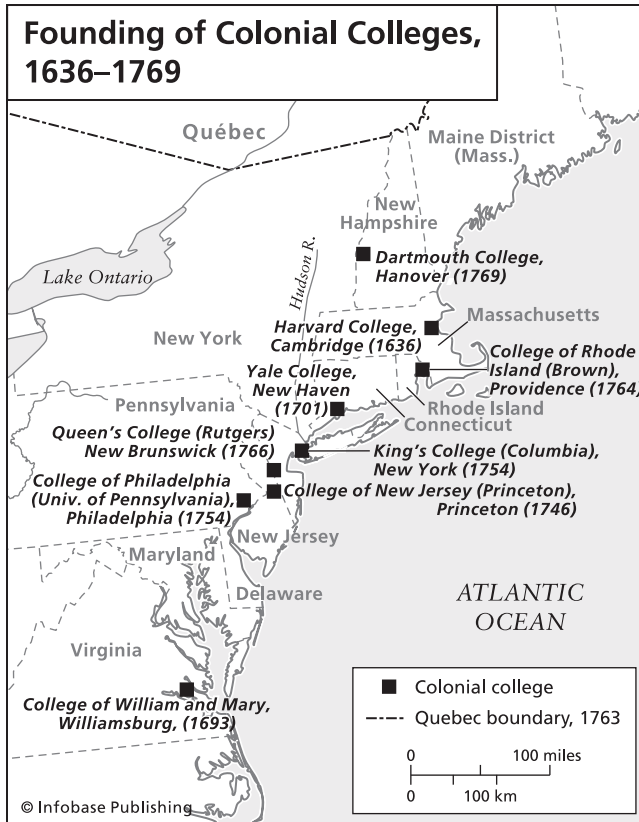 Founding of Colonial Colleges,
1636–1769
Québec
Maine District
(Mass.)
New
Hampshire
Hudson R.
Dartmouth College,
Hanover (1769)
Lake Ontario
Massachusetts
New York
Harvard College,
Cambridge (1636)
College of Rhode
Island (Brown),
Providence (1764)
Yale College,
New Haven
(1701)
Rhode Island
Connecticut
Pennsylvania
Queen's College (Rutgers)
New Brunswick (1766)
King's College (Columbia),
New York (1754)
College of Philadelphia
(Univ. of Pennsylvania),
Philadelphia (1754)
College of New Jersey (Princeton),
Princeton (1746)
New Jersey
Maryland
Delaware
ATLANTIC
OCEAN
Virginia
College of William and Mary,
Williamsburg, (1693)
Colonial college
Quebec boundary, 1763
0 100 miles
0 100 km
© Infobase Publishing